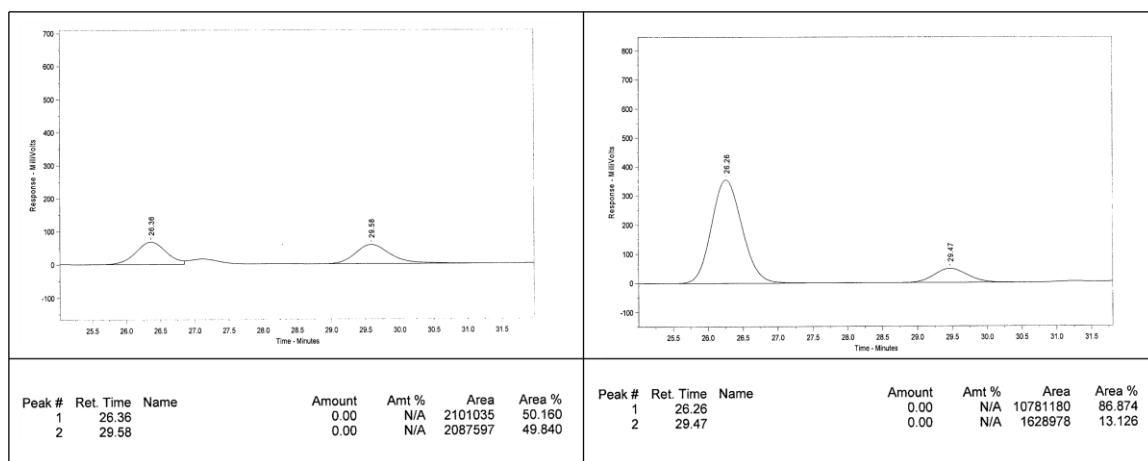 700
600
500
400
300
200
100
0
-100
Response - MilliVolts
26.36
29.58
25.5 26.0 26.5 27.0 27.5 28.0 28.5 29.0 29.5 30.0 30.5 31.0 31.5
Time - Minutes
800
700
600
500
400
300
200
100
0
-100
Response - MilliVolts
26.26
29.47
25.5 26.0 26.5 27.0 27.5 28.0 28.5 29.0 29.5 30.0 30.5 31.0 31.5
Time - Minutes
Peak # Ret. Time Name Amount Amt % Area Area %
1 26.36 0.00 N/A 2101035 50.160
2 29.58 0.00 N/A 2087597 49.840
Peak # Ret. Time Name Amount Amt % Area Area %
1 26.26 0.00 N/A 10781180 86.874
2 29.47 0.00 N/A 1628978 13.126